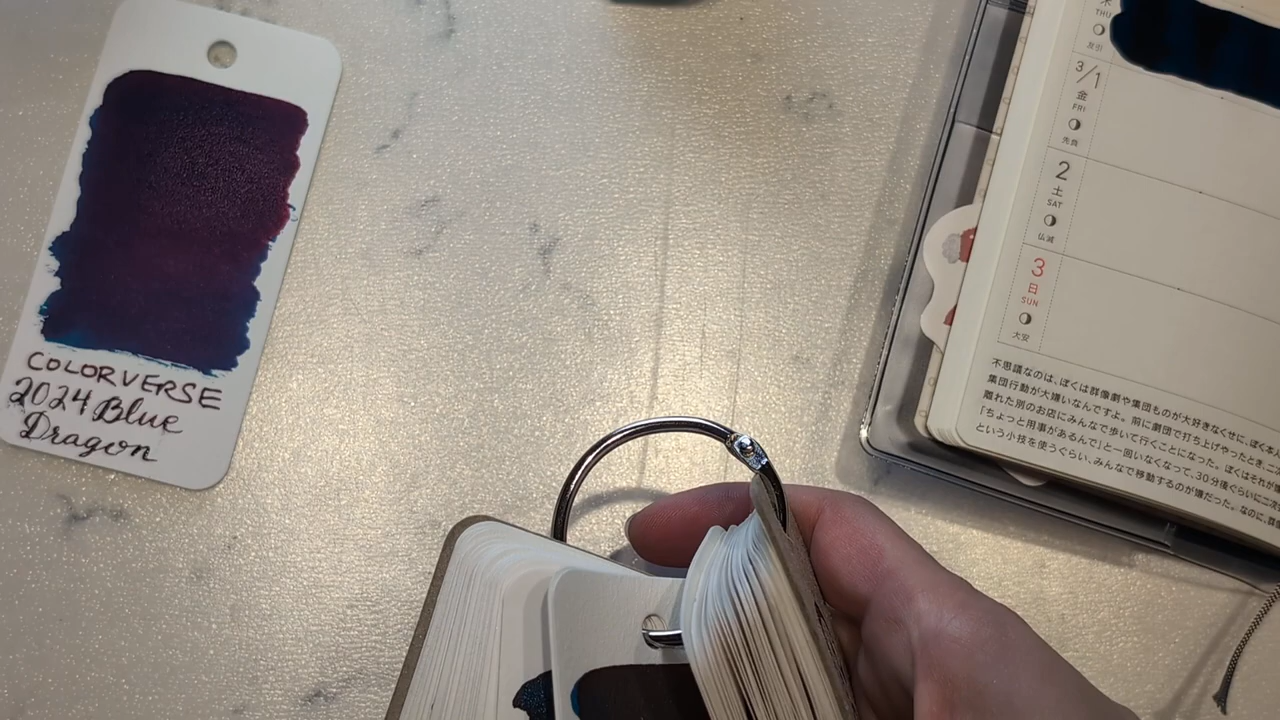 COLORVERSE
2024 Blue
Dragon
木
THU
友引
3/1
金
FRI
先負
2
土
SAT
仏滅
3
日
SUN
大安
不思議なのは、ぼくは群像劇や集団ものが大好きなくせに、ぼく本人
集団行動が大嫌いなんですよ。前に劇団で打ち上げやったとき、二
離れた別のお店にみんなで歩いて行くことになった。ぼくはそれが
「ちょっと用事があるんで」と一回いなくなって、30分後ぐらいに二次
という小技を使うぐらい、みんなで移動するのが嫌だった。なのに、群